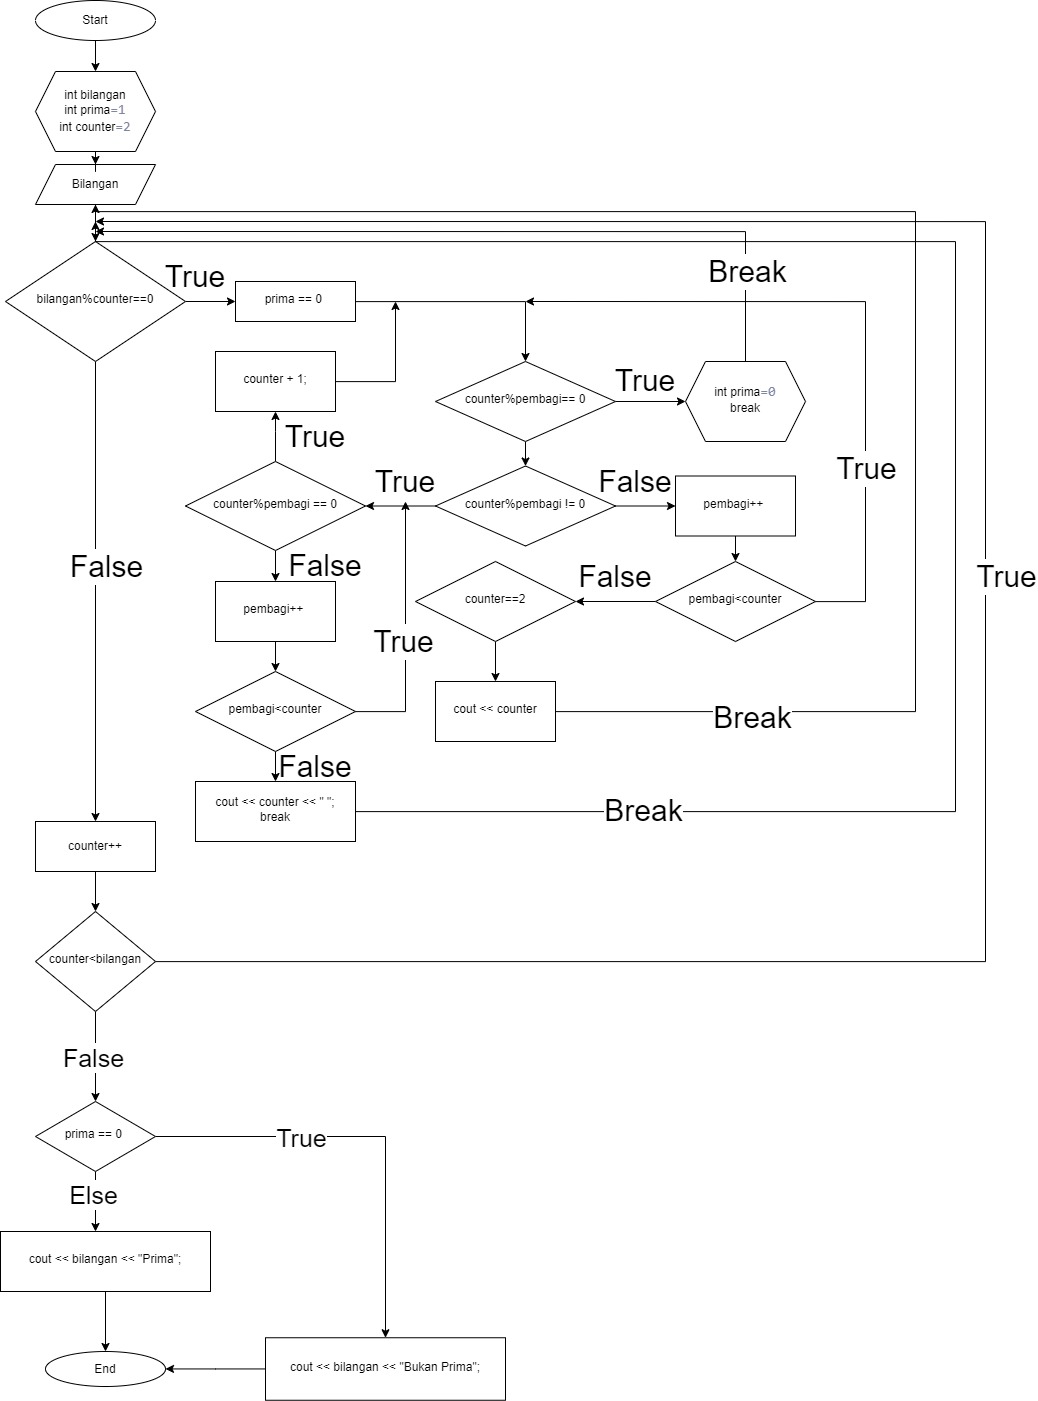 Start
int bilangan
int prima=1
int counter=2
Bilangan
bilangan%counter==0
True
prima == 0
Break
counter + 1;
counter%pembagi== 0
True
int prima=0
break
True
counter%pembagi == 0
True
counter%pembagi != 0
False
pembagi++
True
False
False
pembagi++
counter==2
False
pembagi<counter
True
True
pembagi<counter
cout << counter
Break
False
cout << counter << " ";
break
Break
counter++
counter<bilangan
False
prima == 0
True
Else
cout << bilangan << "Prima";
End
cout << bilangan << "Bukan Prima";